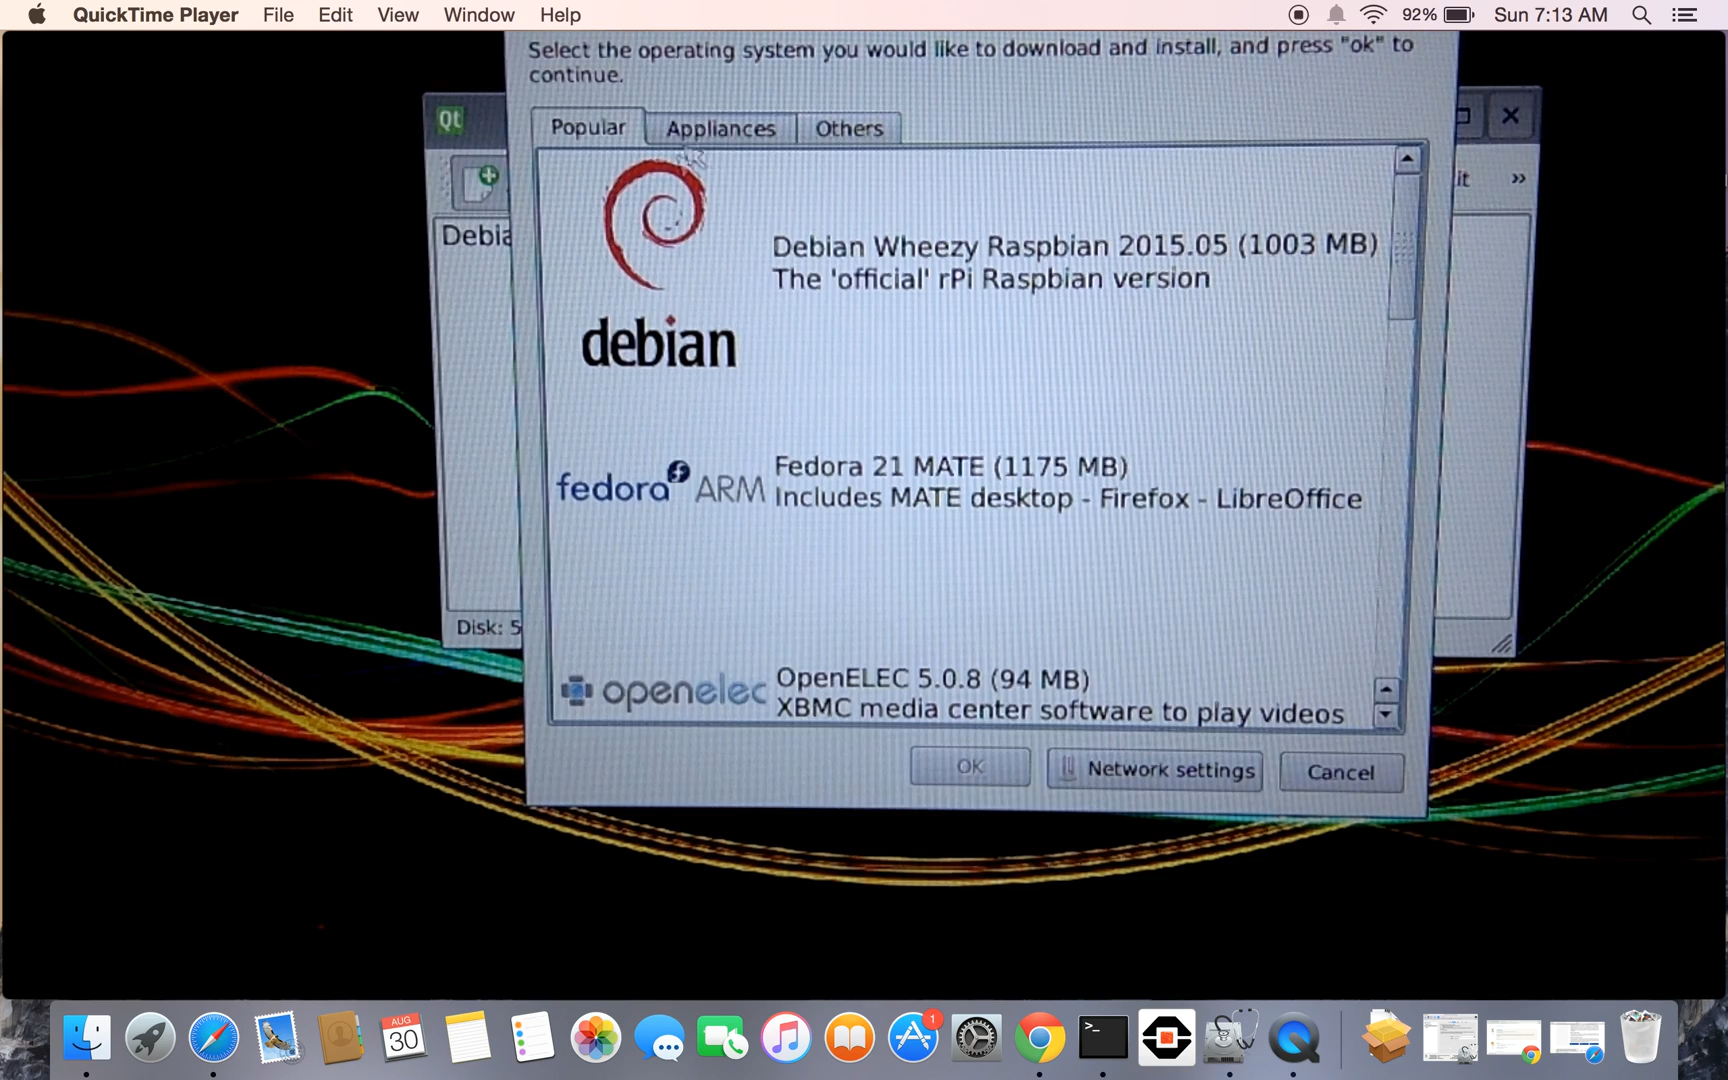 QuickTime Player File Edit View Window Help 92% Sun 7:13 AM
Select the operating system you would like to download and install, and press "ok" to
continue.
Popular Appliances Others
Qt
it »
Debia
Debian Wheezy Raspbian 2015.05 (1003 MB)
The 'official' rPi Raspbian version
debian
Fedora 21 MATE (1175 MB)
fedora ARM
Includes MATE desktop - Firefox - LibreOffice
Disk: 5
OpenELEC 5.0.8 (94 MB)
openelec
XBMC media center software to play videos
OK Network settings Cancel
AUG
30
1
>_